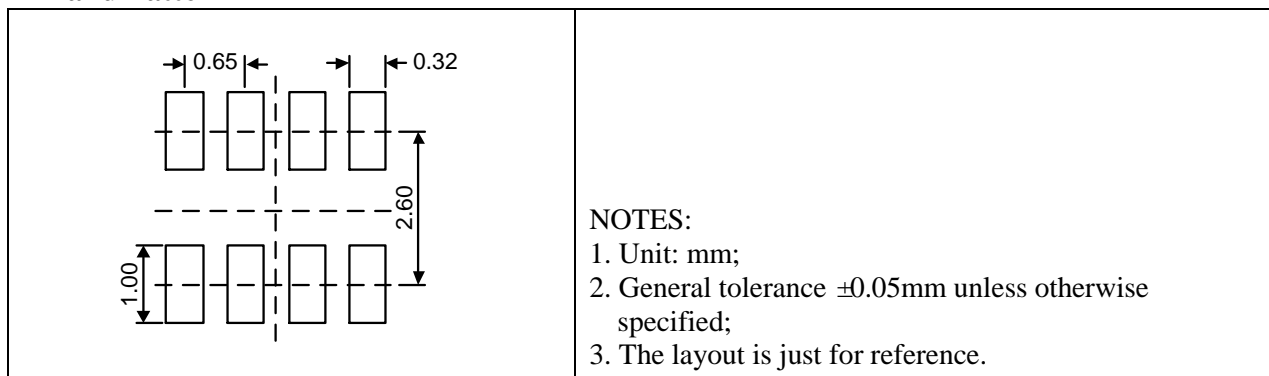 0.65
0.32
2.60
1.00
NOTES:
1. Unit: mm;
2. General tolerance ±0.05mm unless otherwise
specified;
3. The layout is just for reference.